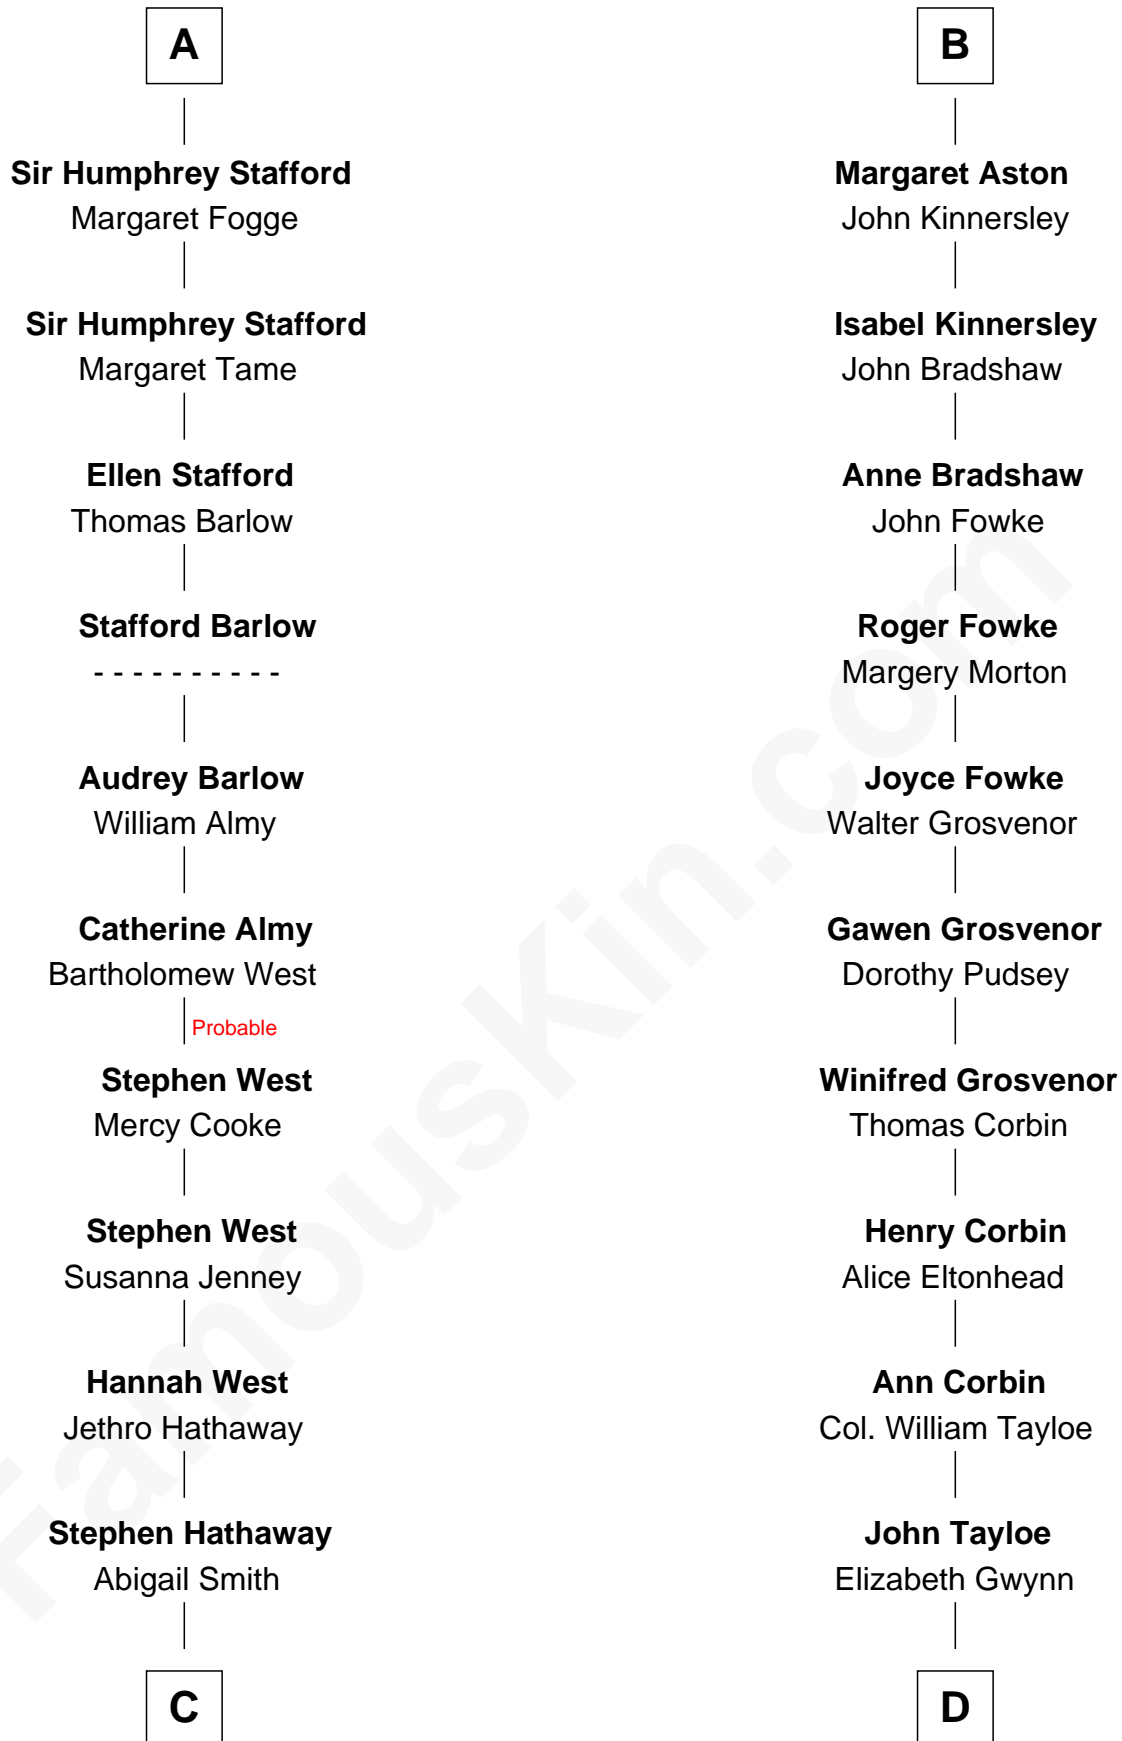 A
Sir Humphrey Stafford
Margaret Fogge
Sir Humphrey Stafford
Margaret Tame
Ellen Stafford
Thomas Barlow
Stafford Barlow
- - - - - - - - - -
Audrey Barlow
William Almy
Catherine Almy
Bartholomew West
Probable
Stephen West
Mercy Cooke
Stephen West
Susanna Jenney
Hannah West
Jethro Hathaway
Stephen Hathaway
Abigail Smith
C
B
Margaret Aston
John Kinnersley
Isabel Kinnersley
John Bradshaw
Anne Bradshaw
John Fowke
Roger Fowke
Margery Morton
Joyce Fowke
Walter Grosvenor
Gawen Grosvenor
Dorothy Pudsey
Winifred Grosvenor
Thomas Corbin
Henry Corbin
Alice Eltonhead
Ann Corbin
Col. William Tayloe
John Tayloe
Elizabeth Gwynn
D
FamousKin.com